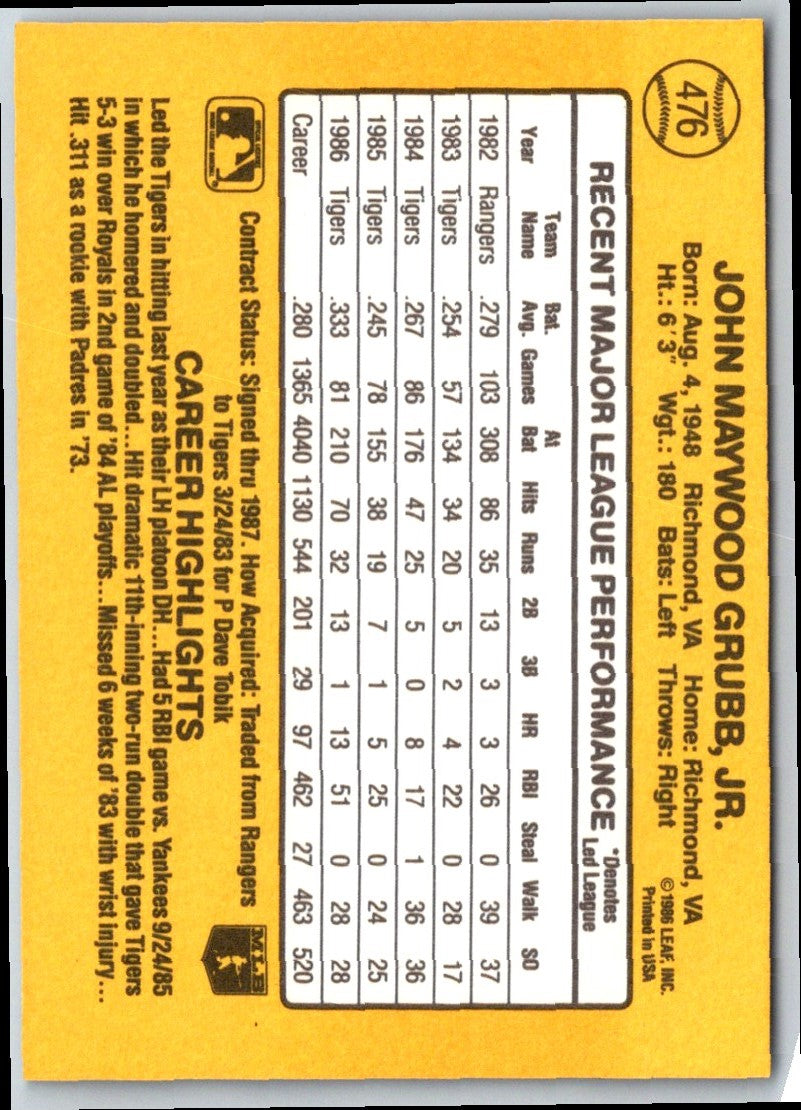 476
JOHN MAYWOOD GRUBB, JR.
Born: Aug. 4, 1948 Richmond, VA Home: Richmond, VA
Ht.: 6'3" Wgt.: 180 Bats: Left Throws: Right
© 1986 LEAF, INC.
Printed in USA
RECENT MAJOR LEAGUE PERFORMANCE *Denotes Led League
Year Team Name Bat. Avg. Games At Bat Hits Runs 2B 3B HR RBI Steal Walk SO
1982 Rangers .279 103 308 86 35 13 3 3 26 0 39 37
1983 Tigers .254 57 134 34 20 5 2 4 22 0 28 17
1984 Tigers .267 86 176 47 25 5 0 8 17 1 36 36
1985 Tigers .245 78 155 38 19 7 1 5 25 0 24 25
1986 Tigers .333 81 210 70 32 13 1 13 51 0 28 28
Career .280 1365 4040 1130 544 201 29 97 462 27 463 520
Contract Status: Signed thru 1987. How Acquired: Traded from Rangers
to Tigers 3/24/83 for P Dave Tobik
MLB
CAREER HIGHLIGHTS
Led the Tigers in hitting last year as their LH platoon DH... Had 5 RBI game vs. Yankees 9/24/85
in which he homered and doubled... Hit dramatic 11th-inning two-run double that gave Tigers
5-3 win over Royals in 2nd game of '84 AL playoffs... Missed 6 weeks of '83 with wrist injury...
Hit .311 as a rookie with Padres in '73.